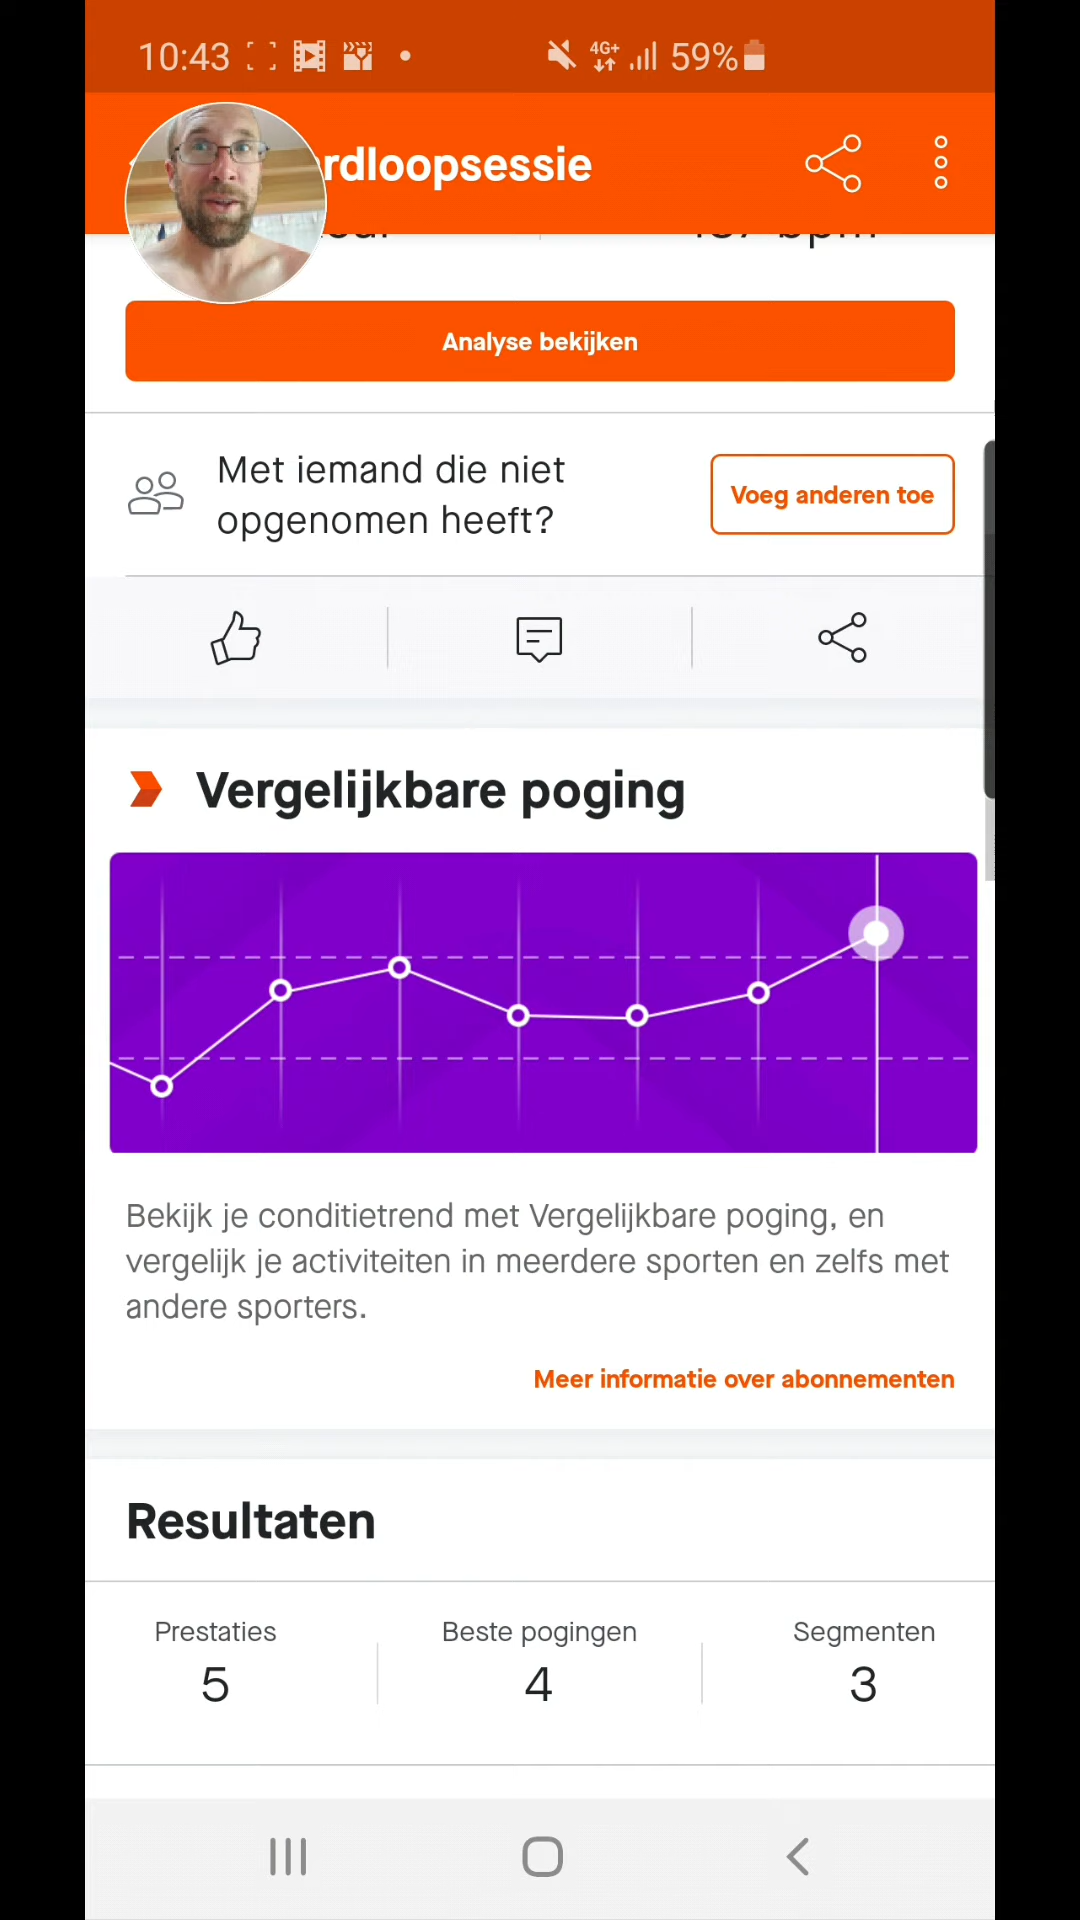 10:43
4G+
59%
rdloopsessie
bpm
Analyse bekijken
Met iemand die niet
opgenomen heeft?
Voeg anderen toe
Vergelijkbare poging
Bekijk je conditietrend met Vergelijkbare poging, en
vergelijk je activiteiten in meerdere sporten en zelfs met
andere sporters.
Meer informatie over abonnementen
Resultaten
Prestaties
Beste pogingen
Segmenten
5
4
3